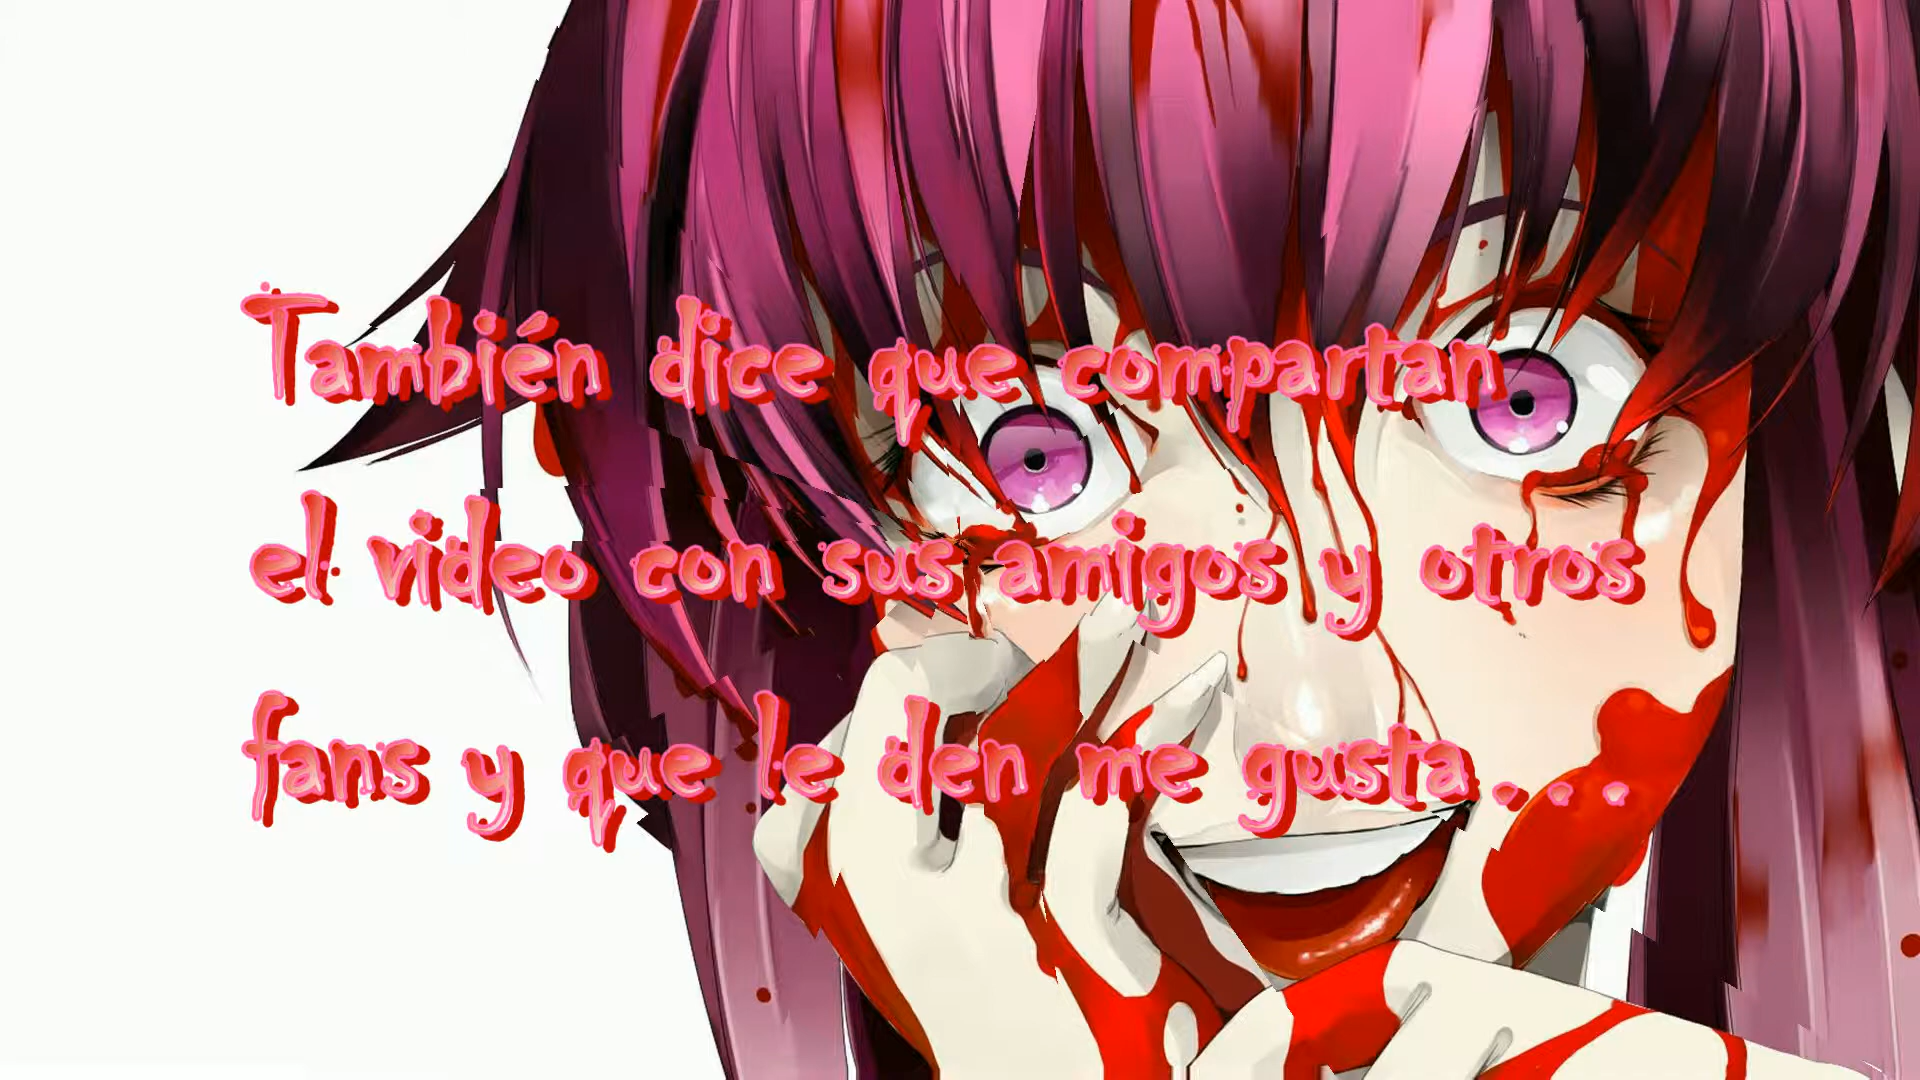 También dice que compartan
el video con sus amigos y otros
fans y que le den me gusta...